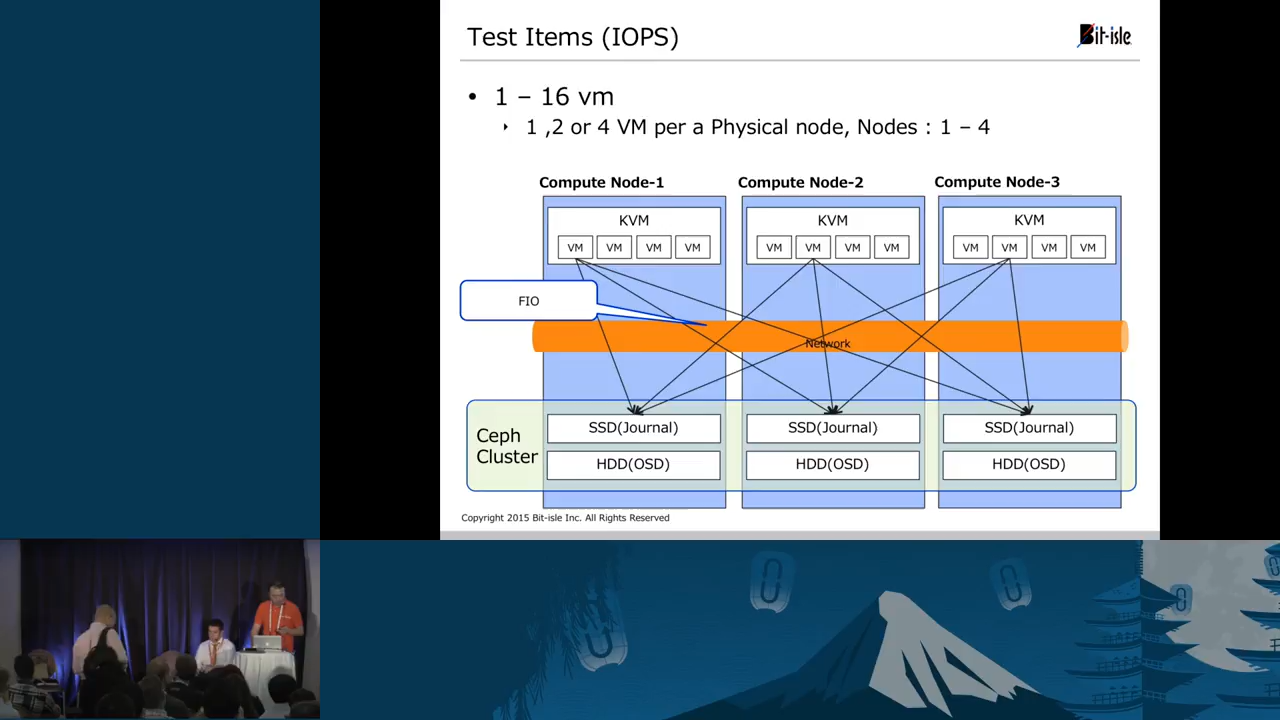 Test Items (IOPS)
Bit-isle
• 1 – 16 vm
‣ 1 ,2 or 4 VM per a Physical node, Nodes : 1 – 4
Compute Node-1 Compute Node-2 Compute Node-3
KVM KVM KVM
VM VM VM VM VM VM VM VM VM VM VM VM
FIO
Network
Ceph
Cluster
SSD(Journal) SSD(Journal) SSD(Journal)
HDD(OSD) HDD(OSD) HDD(OSD)
Copyright 2015 Bit-isle Inc. All Rights Reserved